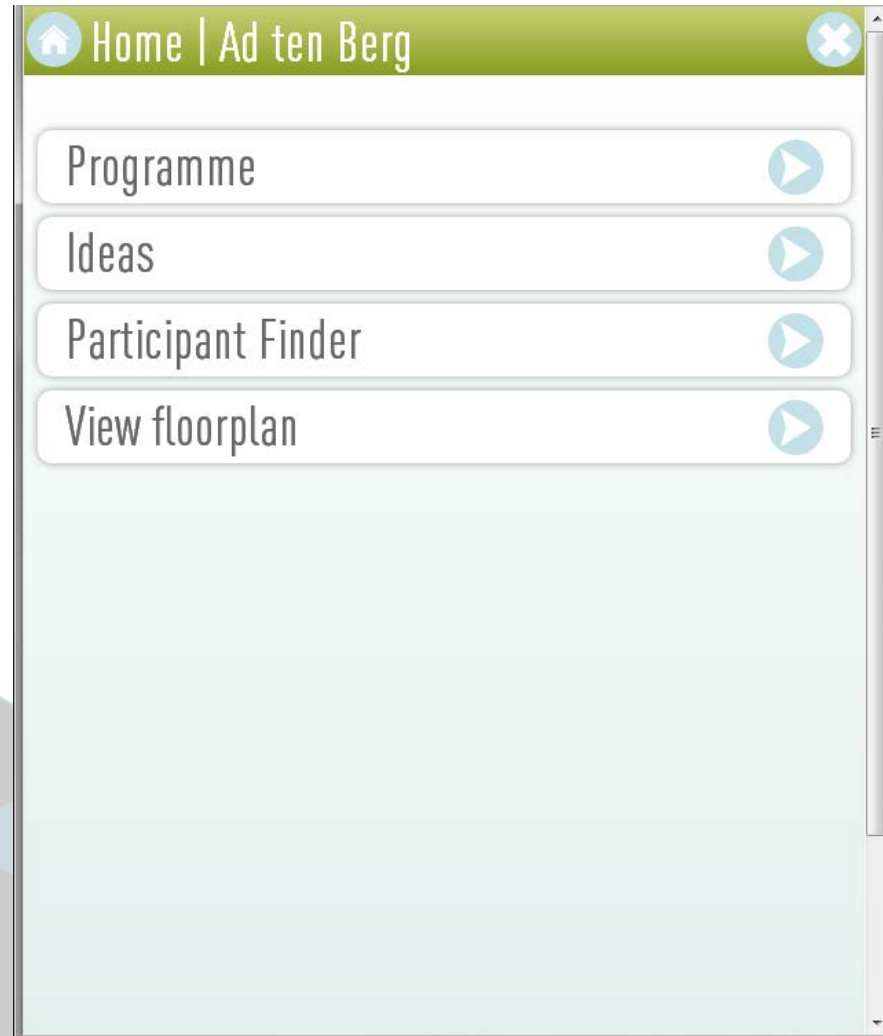 Home | Ad ten Berg
Programme
Ideas
Participant Finder
View floorplan